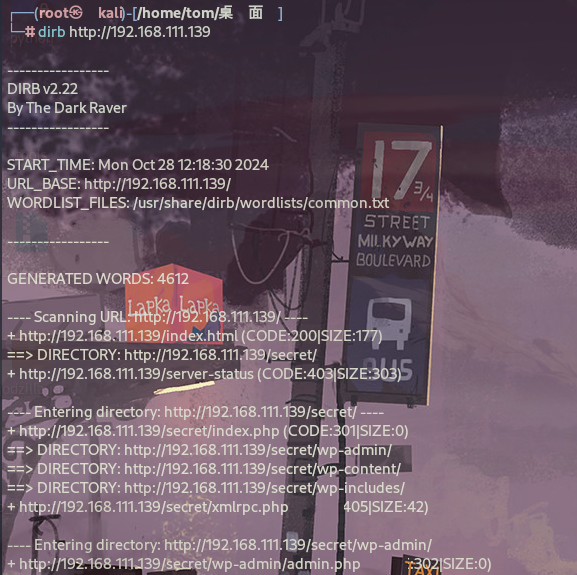 ┌──(root㉿ kali)-[/home/tom/桌 面 ]
└─# dirb http://192.168.111.139
-----------------
DIRB v2.22
By The Dark Raver
-----------------
START_TIME: Mon Oct 28 12:18:30 2024
URL_BASE: http://192.168.111.139/
WORDLIST_FILES: /usr/share/dirb/wordlists/common.txt
-----------------
GENERATED WORDS: 4612
---- Scanning URL: http://192.168.111.139/ ----
+ http://192.168.111.139/index.html (CODE:200|SIZE:177)
==> DIRECTORY: http://192.168.111.139/secret/
+ http://192.168.111.139/server-status (CODE:403|SIZE:303)
---- Entering directory: http://192.168.111.139/secret/ ----
+ http://192.168.111.139/secret/index.php (CODE:301|SIZE:0)
==> DIRECTORY: http://192.168.111.139/secret/wp-admin/
==> DIRECTORY: http://192.168.111.139/secret/wp-content/
==> DIRECTORY: http://192.168.111.139/secret/wp-includes/
+ http://192.168.111.139/secret/xmlrpc.php 405|SIZE:42)
---- Entering directory: http://192.168.111.139/secret/wp-admin/
+ http://192.168.111.139/secret/wp-admin/admin.php :302|SIZE:0)
17 3/4
STREET
MILKYWAY
BOULEVARD
BUS
Lapka Lapka
TAXI